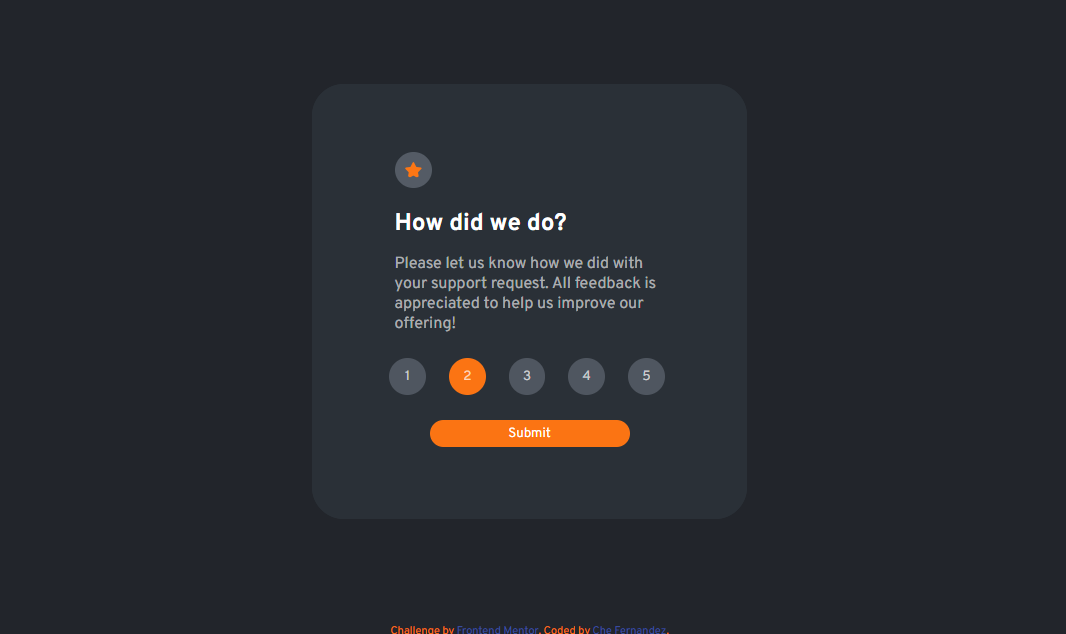 How did we do?
Please let us know how we did with
your support request. All feedback is
appreciated to help us improve our
offering!
1 2 3 4 5
Submit
Challenge by Frontend Mentor. Coded by Che Fernandez.